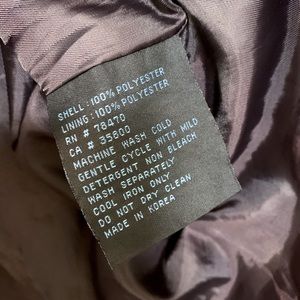 SHELL: 100% POLYESTER
LINING: 100% POLYESTER
RN # 78470
CA # 35800
MACHINE WASH COLD
GENTLE CYCLE WITH MILD
DETERGENT NON BLEACH
WASH SEPARATELY
COOL IRON ONLY
DO NOT DRY CLEAN
MADE IN KOREA